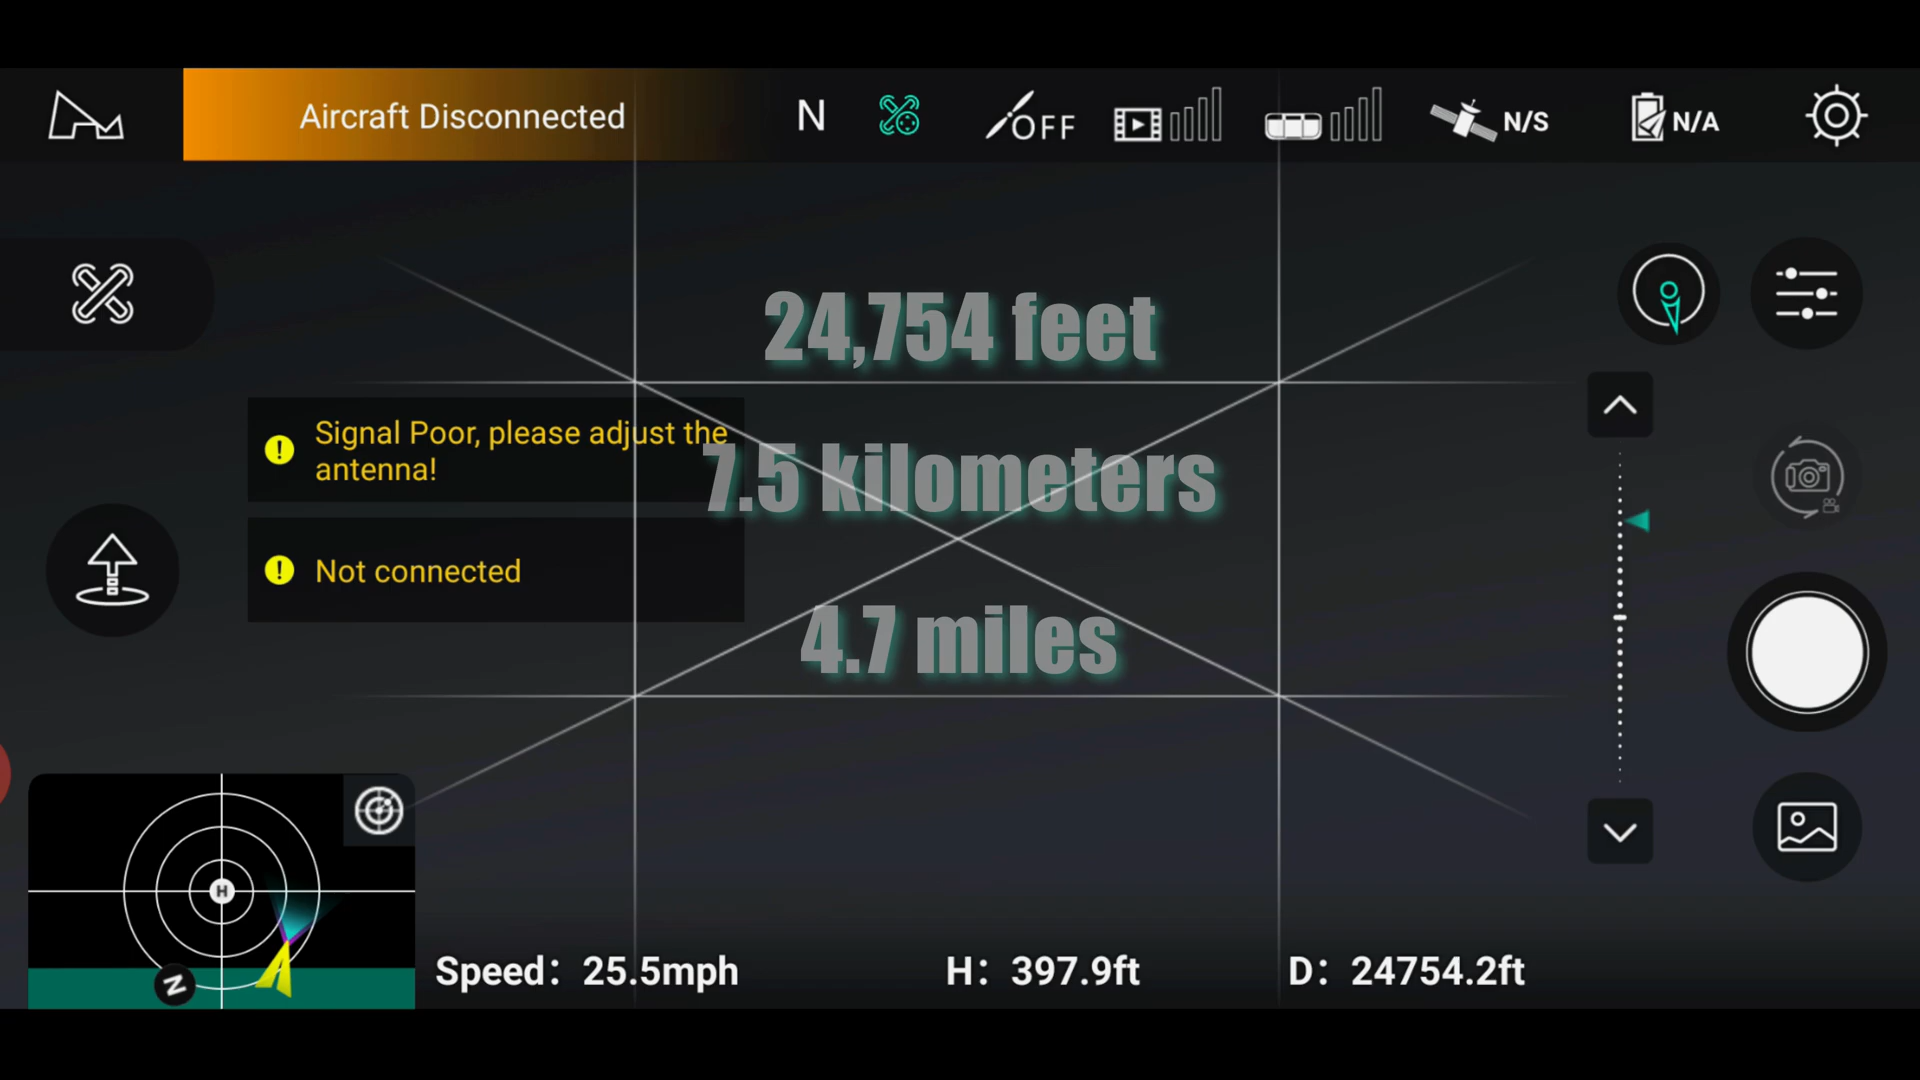 Aircraft Disconnected
N
OFF
N/S
N/A
24,754 feet
Signal Poor, please adjust the
antenna!
7.5 kilometers
Not connected
4.7 miles
H
N
Speed: 25.5mph
H: 397.9ft
D: 24754.2ft